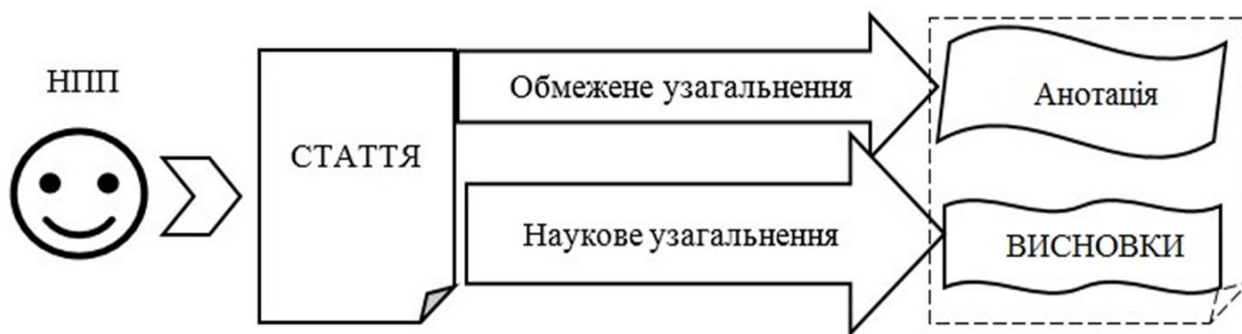 НПП
СТАТТЯ
Обмежене узагальнення
Анотація
Наукове узагальнення
ВИСНОВКИ